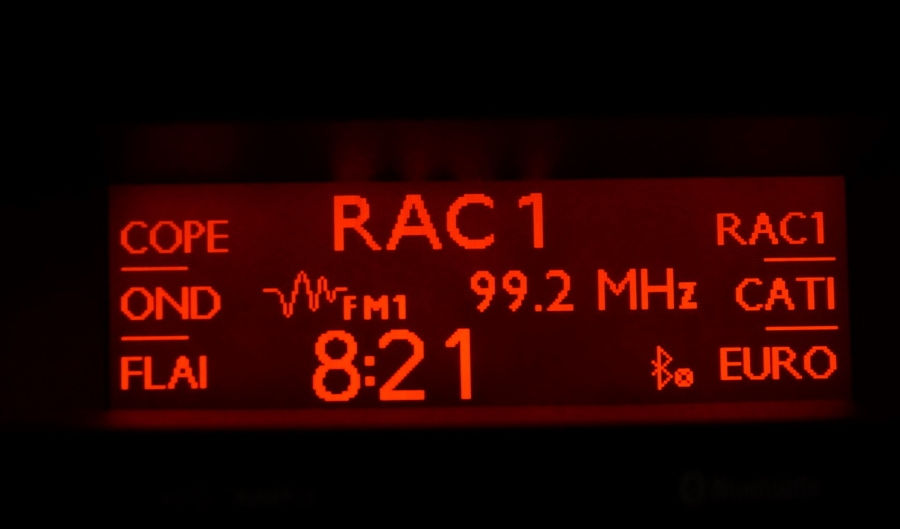 COPE
OND
FLAI
RAC 1
FM1 99.2 MHz
8:21
RAC1
CATI
EURO